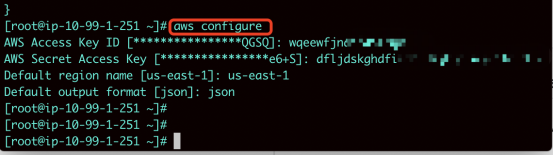 }
[root@ip-10-99-1-251 ~]# aws configure
AWS Access Key ID [****************QGSQ]: wqeewfjn
AWS Secret Access Key [****************e6+S]: dfljdskghdfi
Default region name [us-east-1]: us-east-1
Default output format [json]: json
[root@ip-10-99-1-251 ~]#
[root@ip-10-99-1-251 ~]#
[root@ip-10-99-1-251 ~]#